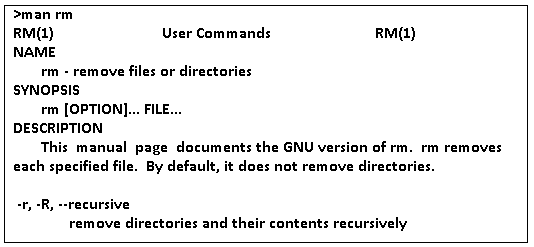 >man rm
RM(1) User Commands RM(1)
NAME
rm - remove files or directories
SYNOPSIS
rm [OPTION]... FILE...
DESCRIPTION
This manual page documents the GNU version of rm. rm removes
each specified file. By default, it does not remove directories.
-r, -R, --recursive
remove directories and their contents recursively